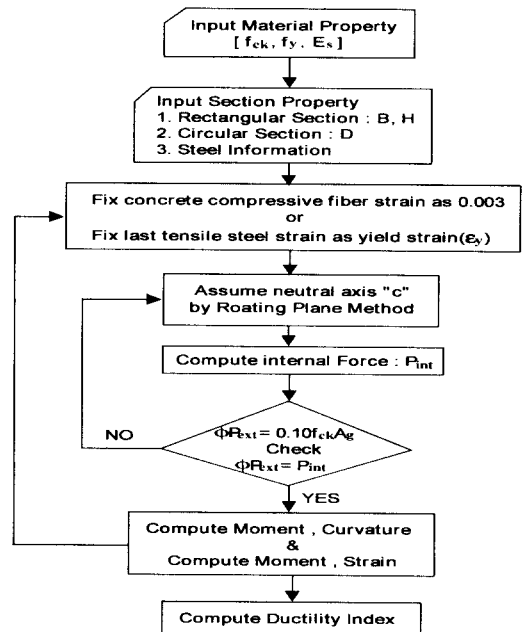 Input Material Property
[ fck, fy, Es ]
Input Section Property
1. Rectangular Section : B, H
2. Circular Section : D
3. Steel Information
Fix concrete compressive fiber strain as 0.003
or
Fix last tensile steel strain as yield strain(εy)
Assume neutral axis "c"
by Roating Plane Method
Compute internal Force : Pint
ϕPext = 0.10fckAg
Check
ϕPext = Pint
NO
YES
Compute Moment , Curvature
&
Compute Moment , Strain
Compute Ductility Index